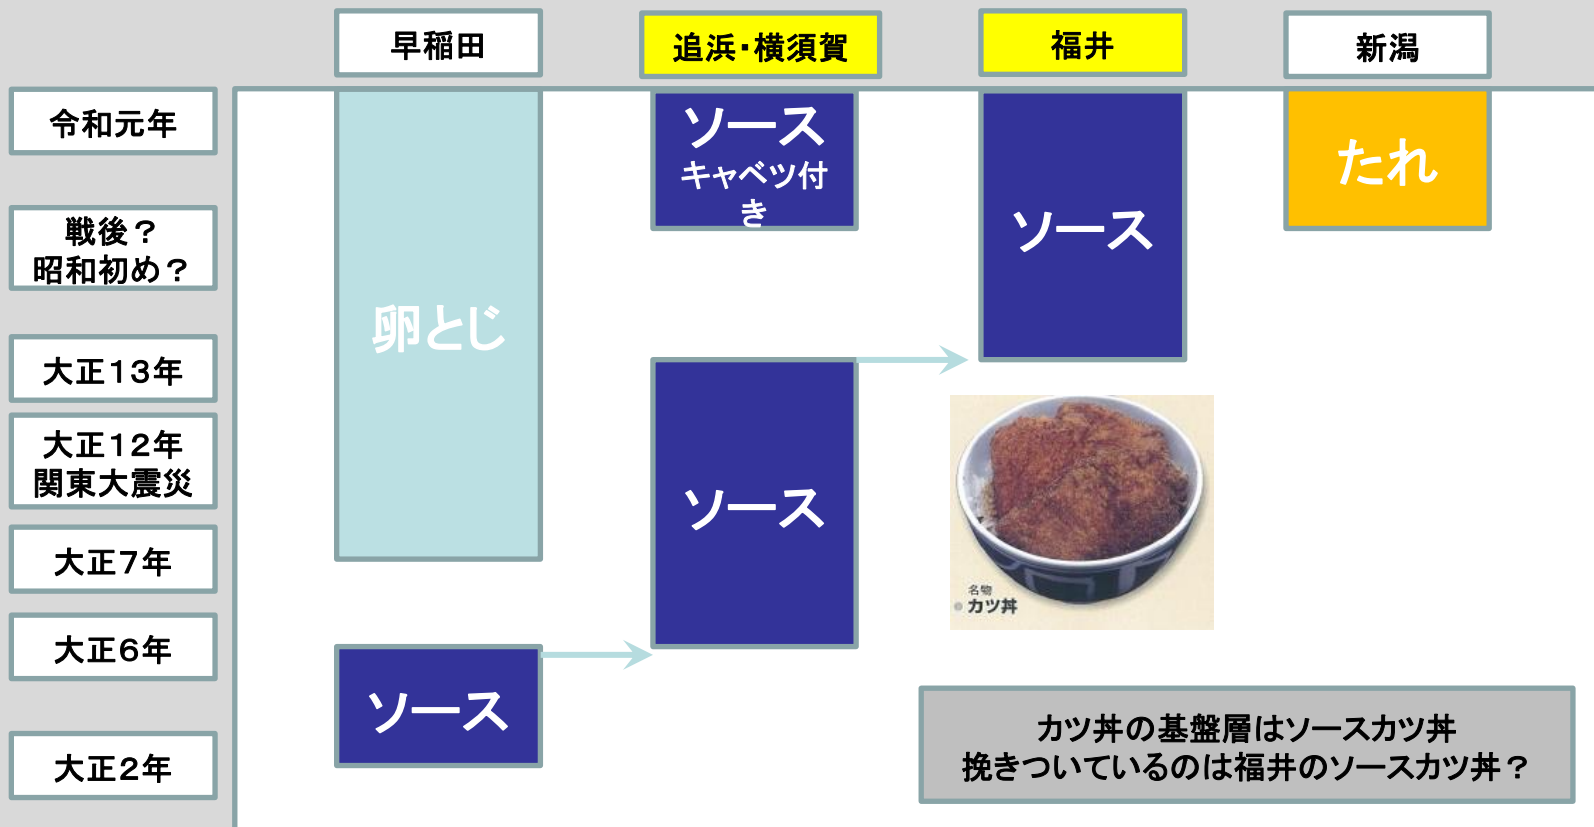 早稲田
追浜・横須賀
福井
新潟
令和元年
戦後？
昭和初め？
大正13年
大正12年
関東大震災
大正7年
大正6年
大正2年
卵とじ
ソース
ソース
キャベツ付
き
ソース
ソース
たれ
名物
カツ丼
カツ丼の基盤層はソースカツ丼
挽きついているのは福井のソースカツ丼？